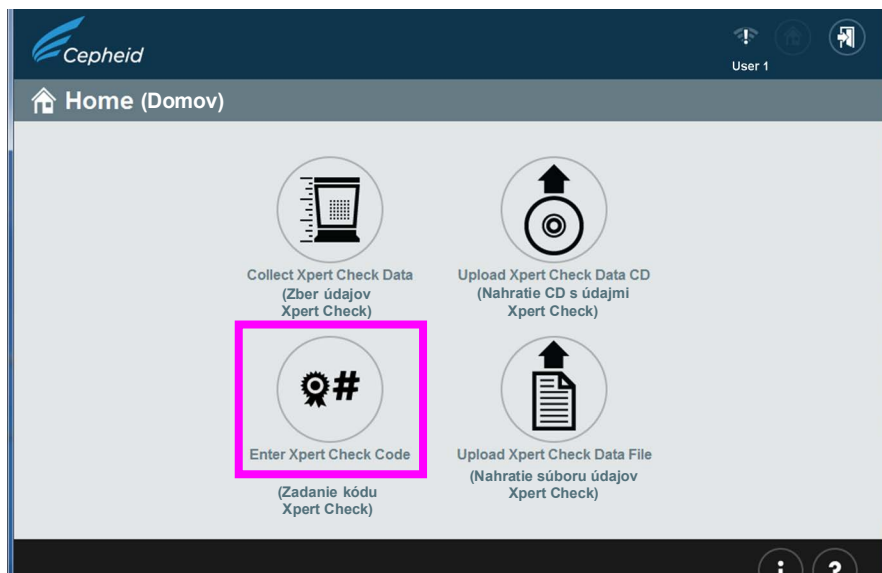 Cepheid
User 1
Home (Domov)
Collect Xpert Check Data
(Zber údajov
Xpert Check)
Upload Xpert Check Data CD
(Nahratie CD s údajmi
Xpert Check)
#
Enter Xpert Check Code
(Zadanie kódu
Xpert Check)
Upload Xpert Check Data File
(Nahratie súboru údajov
Xpert Check)
i ?